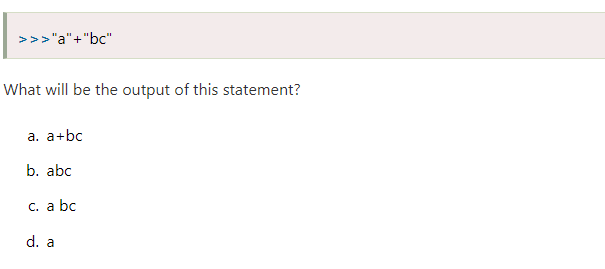 >>>"a"+"bc"
What will be the output of this statement?
a. a+bc
b. abc
c. a bc
d. a